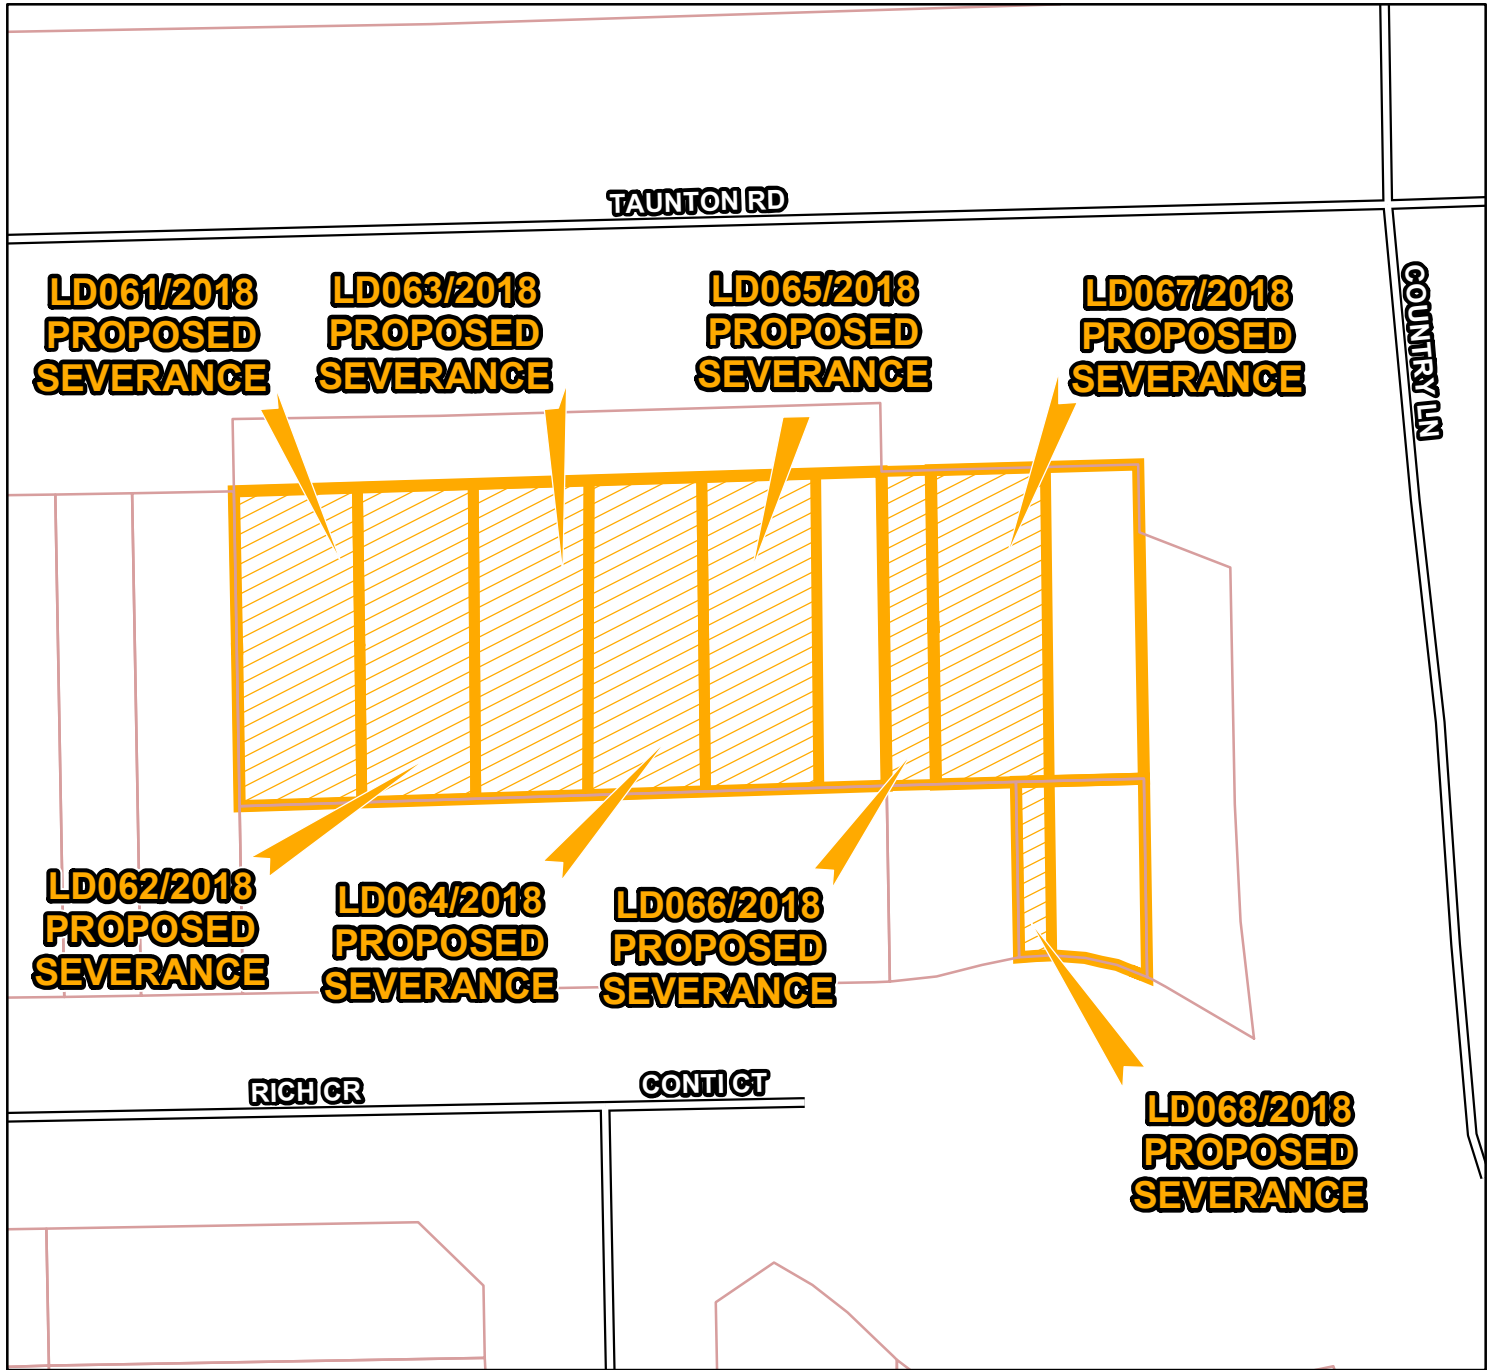 TAUNTON RD
LD061/2018
PROPOSED
SEVERANCE
LD063/2018
PROPOSED
SEVERANCE
LD065/2018
PROPOSED
SEVERANCE
LD067/2018
PROPOSED
SEVERANCE
COUNTRY LN
LD062/2018
PROPOSED
SEVERANCE
LD064/2018
PROPOSED
SEVERANCE
LD066/2018
PROPOSED
SEVERANCE
RICH CR
CONTI CT
LD068/2018
PROPOSED
SEVERANCE